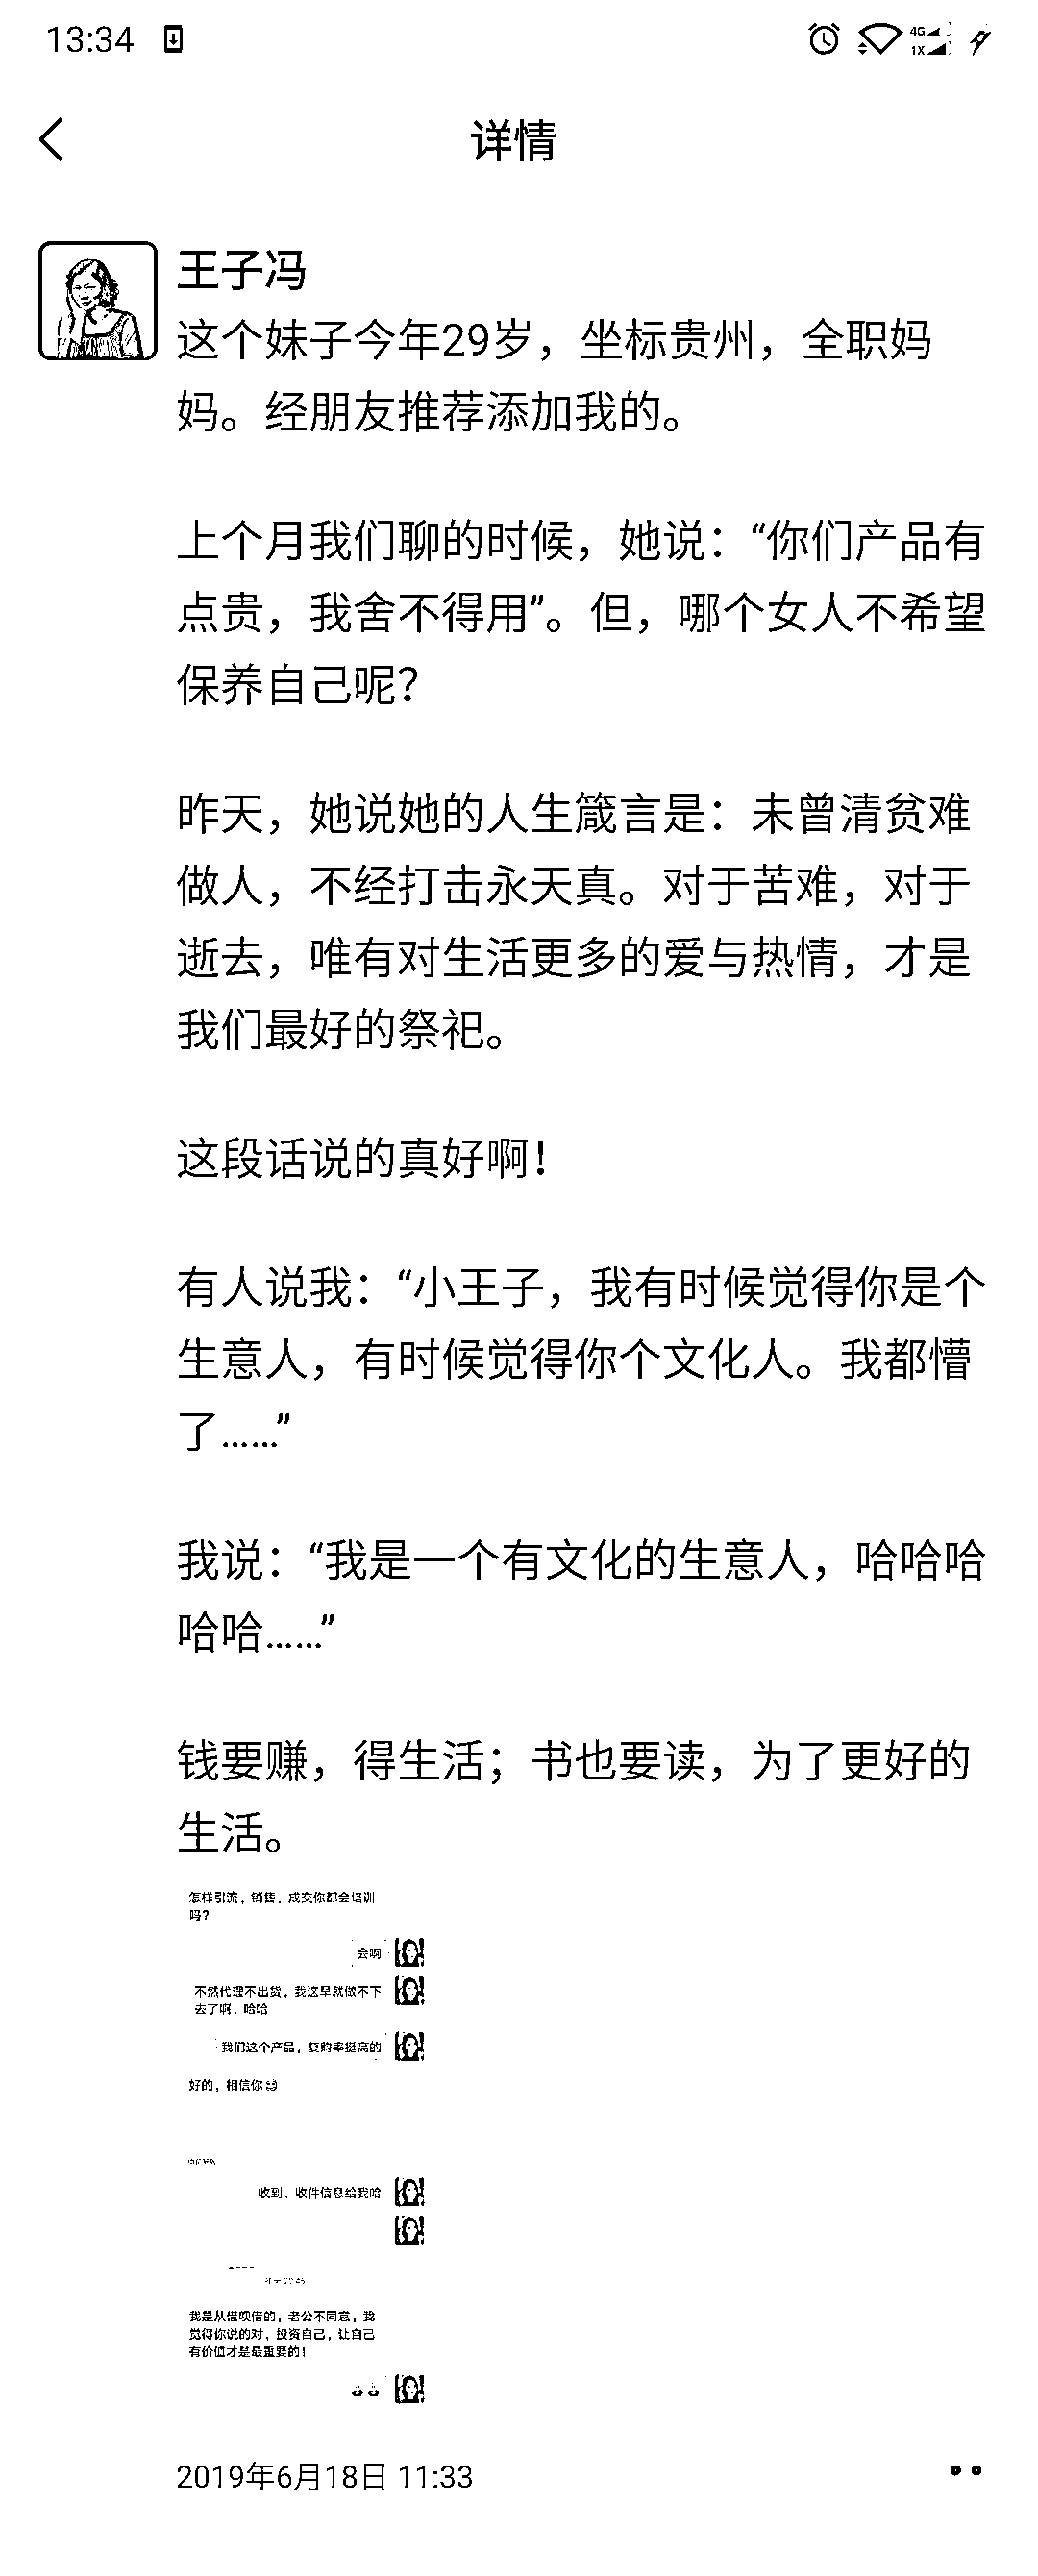 13:34
4G
1X
详情
王子冯
这个妹子今年29岁，坐标贵州，全职妈
妈。经朋友推荐添加我的。
上个月我们聊的时候，她说：“你们产品有
点贵，我舍不得用”。但，哪个女人不希望
保养自己呢？
昨天，她说她的人生箴言是：未曾清贫难
做人，不经打击永天真。对于苦难，对于
逝去，唯有对生活更多的爱与热情，才是
我们最好的祭祀。
这段话说的真好啊！
有人说我：“小王子，我有时候觉得你是个
生意人，有时候觉得你个文化人。我都懵
了……”
我说：“我是一个有文化的生意人，哈哈哈
哈哈……”
钱要赚，得生活；书也要读，为了更好的
生活。
怎样引流，销售，成交你都会培训
吗？
会啊
不然代理不出货，我这早就做不下
去了啊，哈哈
我们这个产品，复购率挺高的
好的，相信你
收到，收件信息给我哈
我是从借呗借的，老公不同意，我
觉得你说的对，投资自己，让自己
有价值才是最重要的！
2019年6月18日 11:33